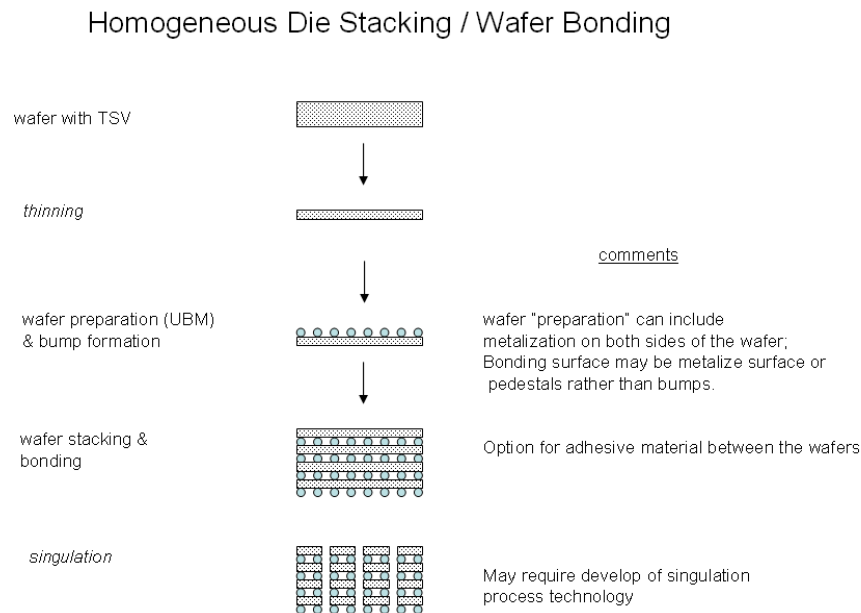 Homogeneous Die Stacking / Wafer Bonding
wafer with TSV
thinning
comments
wafer preparation (UBM)
& bump formation
wafer "preparation" can include
metalization on both sides of the wafer;
Bonding surface may be metalize surface or
pedestals rather than bumps.
wafer stacking &
bonding
Option for adhesive material between the wafers
singulation
May require develop of singulation
process technology